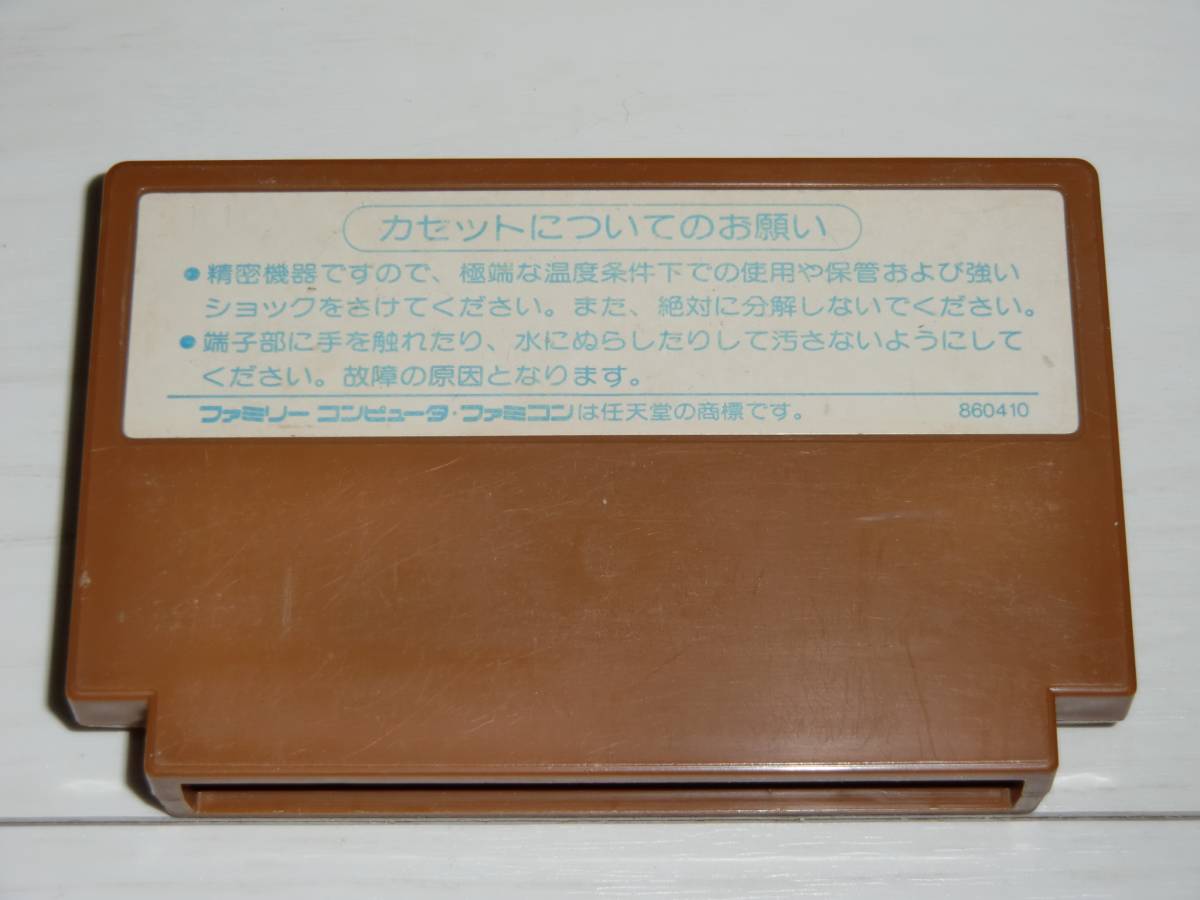 カセットについてのお願い
●精密機器ですので、極端な温度条件下での使用や保管および強い
ショックをさけてください。また、絶対に分解しないでください。
●端子部に手を触れたり、水にぬらしたりして汚さないようにして
ください。故障の原因となります。
ファミリー コンピュータ・ファミコンは任天堂の商標です。 860410